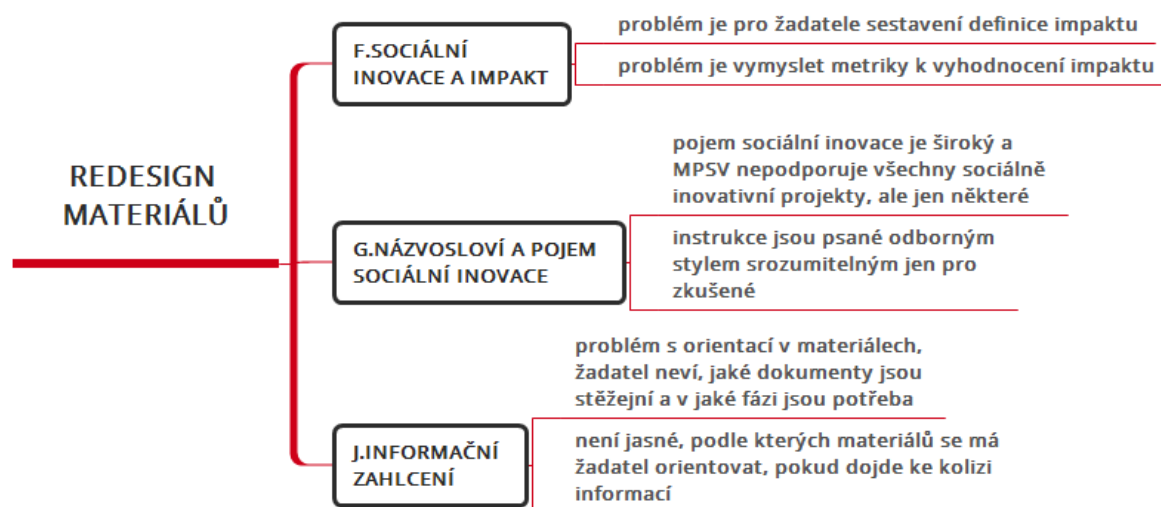 REDESIGN
MATERIÁLŮ
F.SOCIÁLNÍ
INOVACE A IMPAKT
problém je pro žadatele sestavení definice impaktu
problém je vymyslet metriky k vyhodnocení impaktu
G.NÁZVOSLOVÍ A POJEM
SOCIÁLNÍ INOVACE
pojem sociální inovace je široký a
MPSV nepodporuje všechny sociálně
inovativní projekty, ale jen některé
instrukce jsou psané odborným
stylem srozumitelným jen pro
zkušené
J.INFORMAČNÍ
ZAHLCENÍ
problém s orientací v materiálech,
žadatel neví, jaké dokumenty jsou
stěžejní a v jaké fázi jsou potřeba
není jasné, podle kterých materiálů se má
žadatel orientovat, pokud dojde ke kolizi
informací